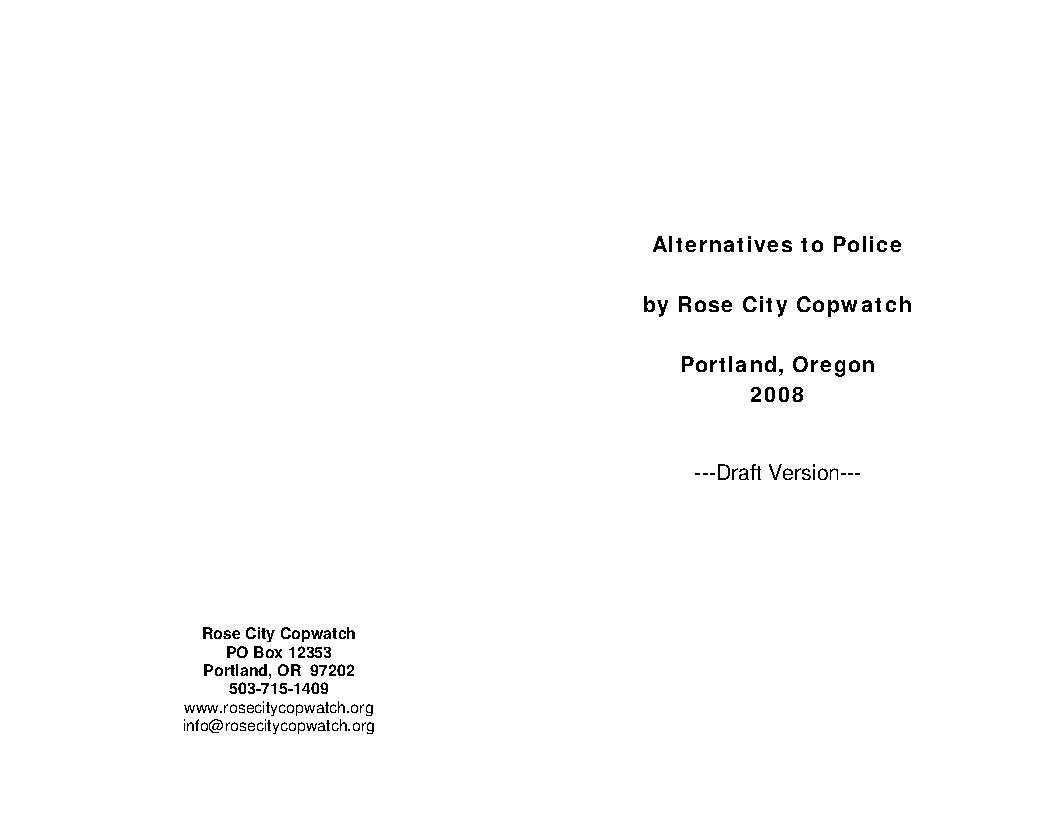 Alternatives to Police
by Rose City Copwatch
Portland, Oregon
2008
---Draft Version---
Rose City Copwatch
PO Box 12353
Portland, OR  97202
503-715-1409
www.rosecitycopwatch.org
info@rosecitycopwatch.org